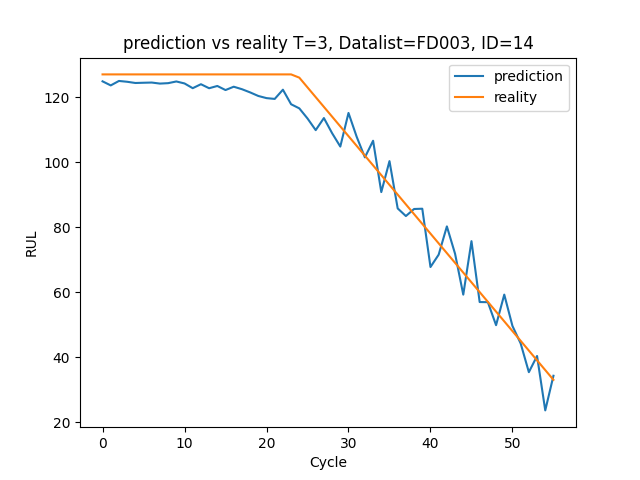 prediction vs reality T=3, Datalist=FD003, ID=14
prediction
reality
120
100
80
60
40
20
RUL
0 10 20 30 40 50
Cycle